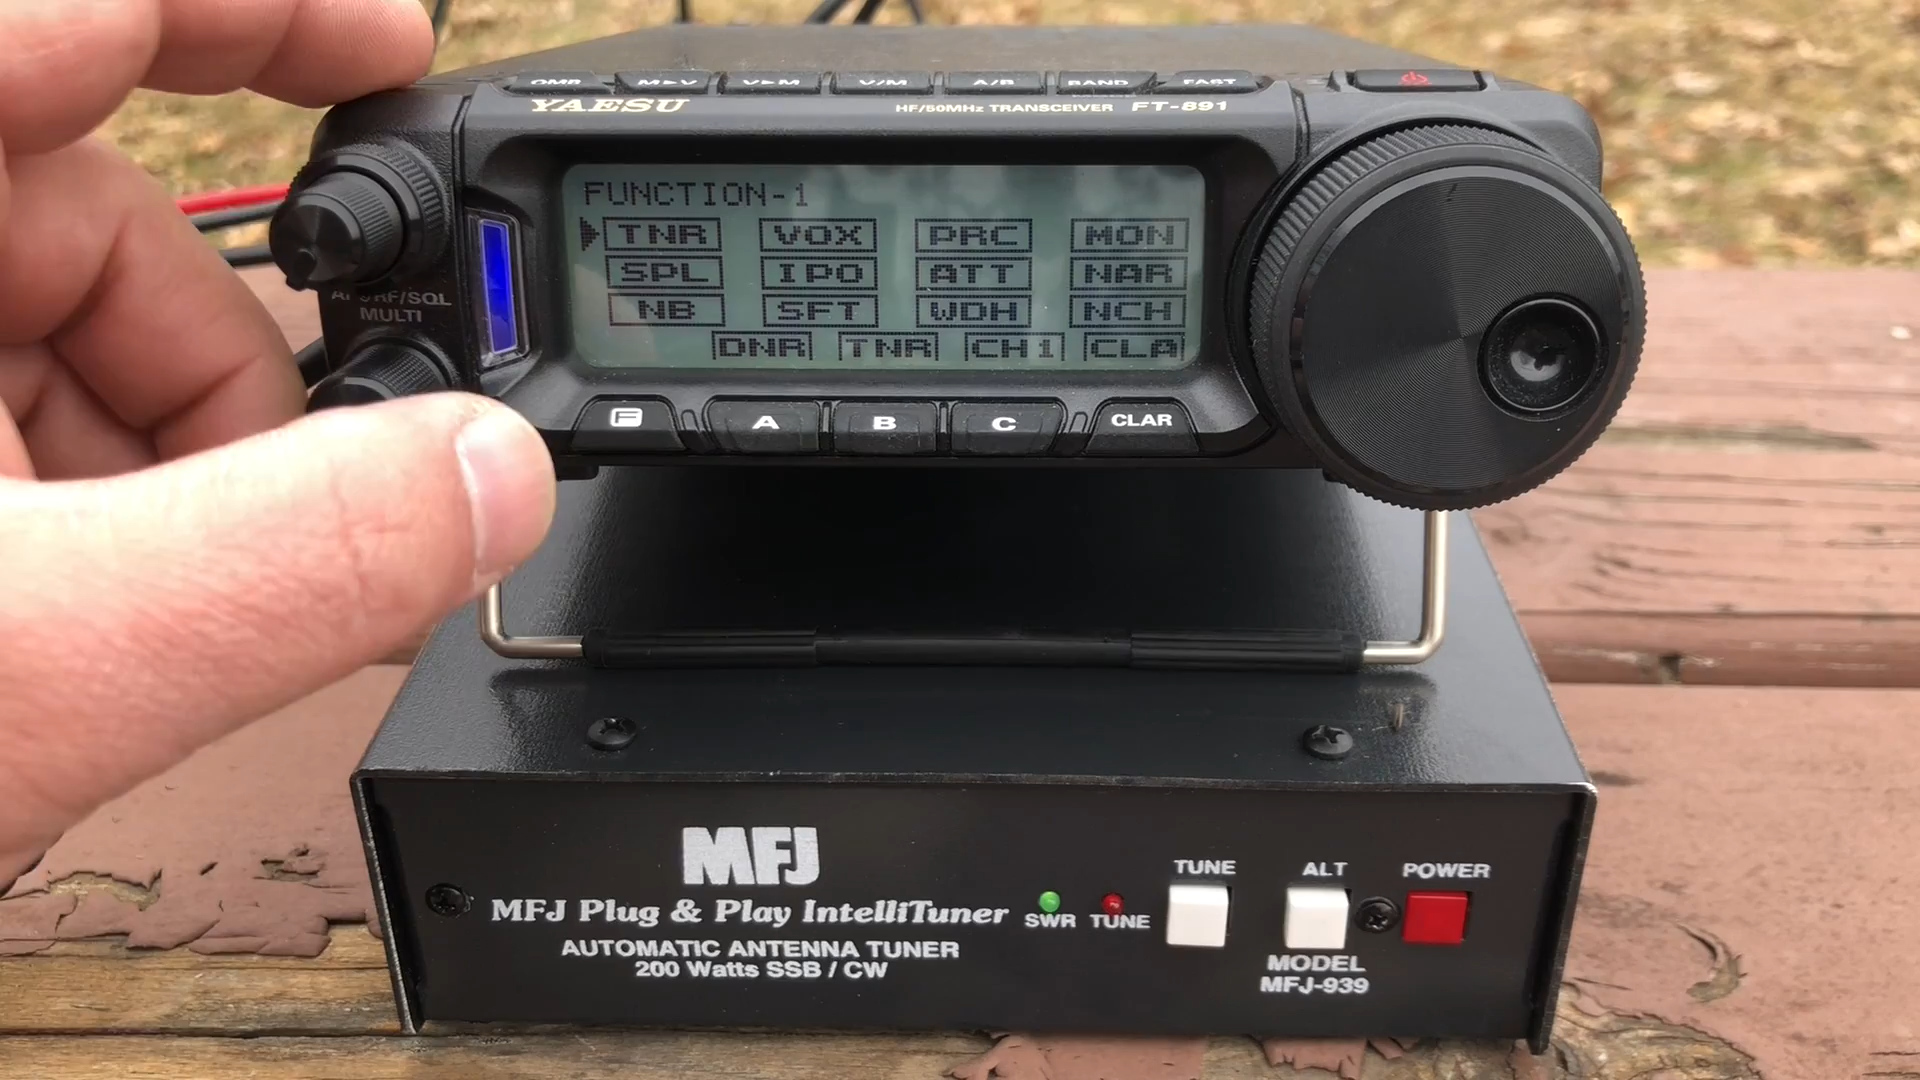 QMB M►V V►M V/M A/B BAND FAST
YAESU HF/50MHz TRANSCEIVER FT-891
FUNCTION-1
TNR VOX PRC MON
SPL IPO ATT NAR
NB SFT WDH NCH
DNR TNR CH1 CLA
AF RF/SQL
MULTI
F A B C CLAR
MFJ
MFJ Plug & Play IntelliTuner
AUTOMATIC ANTENNA TUNER
200 Watts SSB / CW
SWR TUNE
TUNE ALT POWER
MODEL
MFJ-939